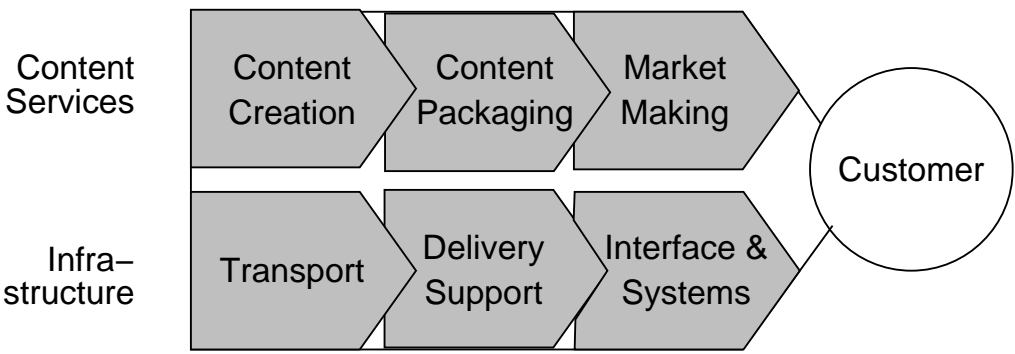 Content
Services
Content
Creation
Content
Packaging
Market
Making
Customer
Infra–
structure
Transport
Delivery
Support
Interface &
Systems